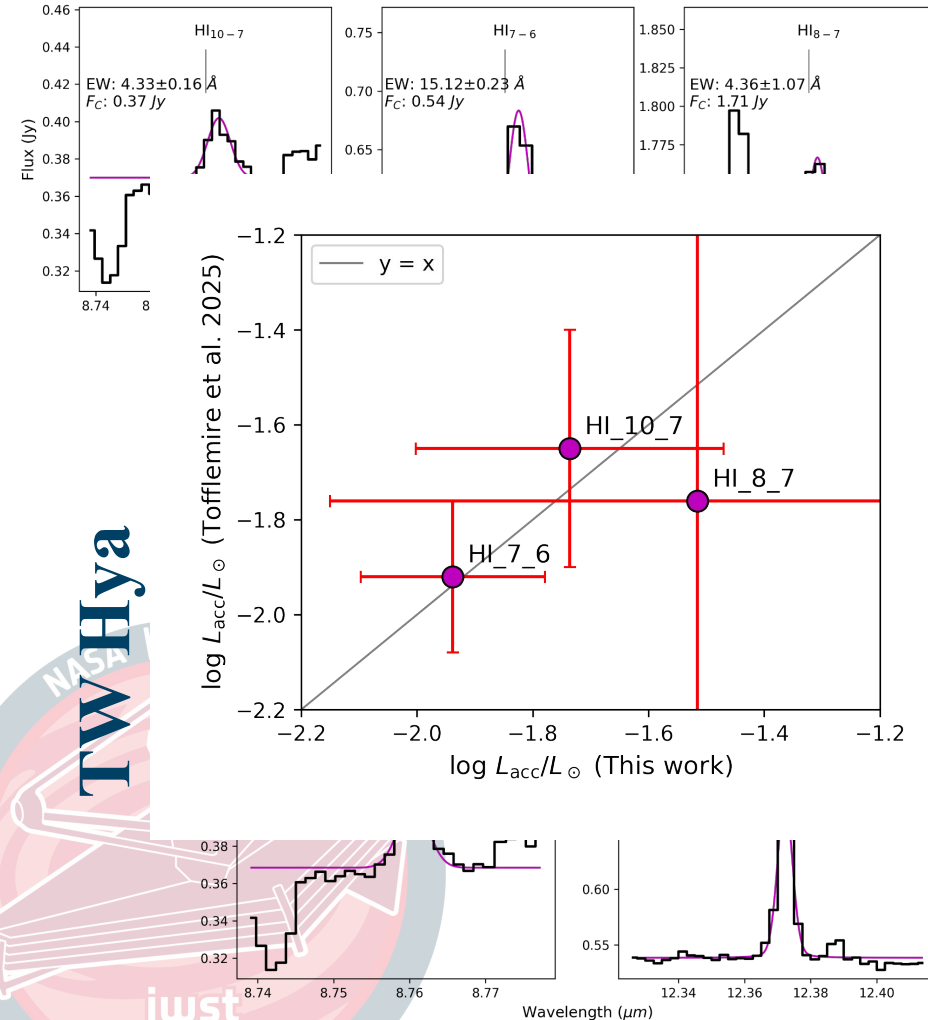 0.46
0.44
0.42
0.40
0.38
0.36
0.34
0.32
Flux (Jy)
HI10−7
EW: 4.33±0.16 Å
FC: 0.37 Jy
8.74
8
0.75
0.70
0.65
HI7−6
EW: 15.12±0.23 Å
FC: 0.54 Jy
1.850
1.825
1.800
1.775
HI8−7
EW: 4.36±1.07 Å
FC: 1.71 Jy
−1.2
−1.4
−1.6
−1.8
−2.0
−2.2
log Lacc/L⊙ (Tofflemire et al. 2025)
y = x
HI_10_7
HI_8_7
HI_7_6
−2.2 −2.0 −1.8 −1.6 −1.4 −1.2
log Lacc/L⊙ (This work)
TW Hya
NASA
jwst
0.38
0.36
0.34
0.32
8.74 8.75 8.76 8.77
0.60
0.55
12.34 12.36 12.38 12.40
Wavelength (μm)